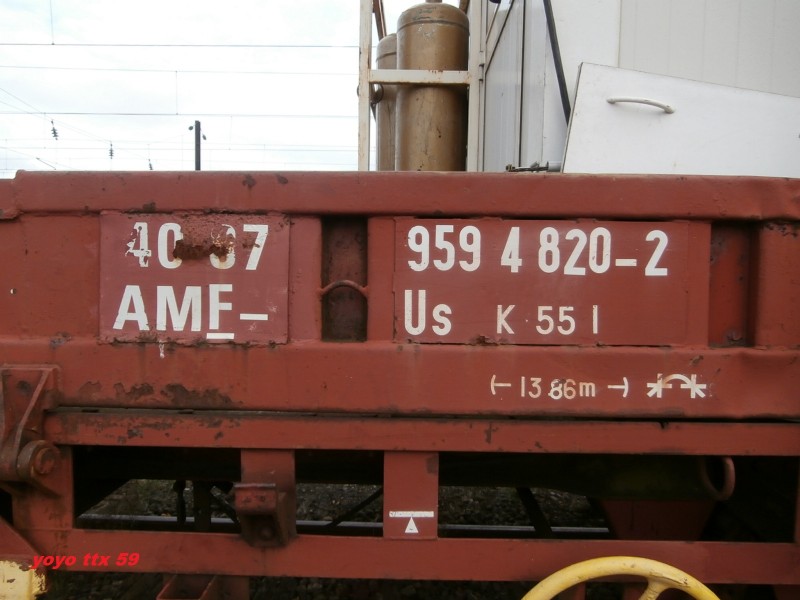 40 87
959 4 820-2
AMF-
Us K 55 I
13.86m
yoyo ttx 59